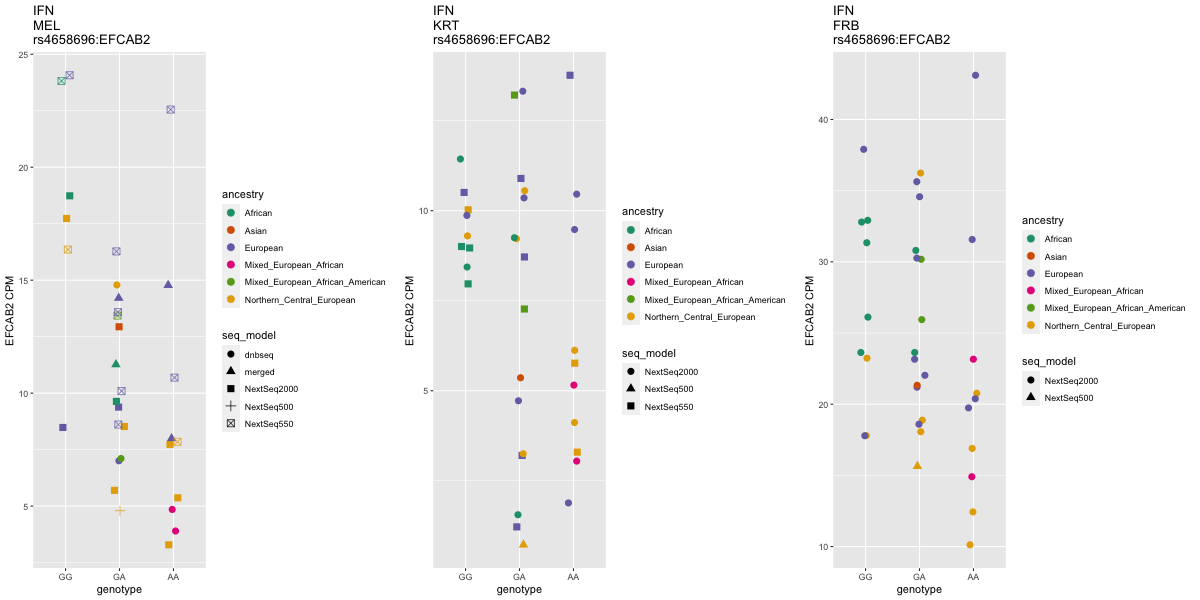 IFN
MEL
rs4658696:EFCAB2
25
20
15
10
5
EFCAB2 CPM
GG GA AA
genotype
ancestry
African
Asian
European
Mixed_European_African
Mixed_European_African_American
Northern_Central_European
seq_model
dnbseq
merged
NextSeq2000
NextSeq500
NextSeq550
IFN
KRT
rs4658696:EFCAB2
10
5
EFCAB2 CPM
GG GA AA
genotype
ancestry
African
Asian
European
Mixed_European_African
Mixed_European_African_American
Northern_Central_European
seq_model
NextSeq2000
NextSeq500
NextSeq550
IFN
FRB
rs4658696:EFCAB2
40
30
20
10
EFCAB2 CPM
GG GA AA
genotype
ancestry
African
Asian
European
Mixed_European_African
Mixed_European_African_American
Northern_Central_European
seq_model
NextSeq2000
NextSeq500